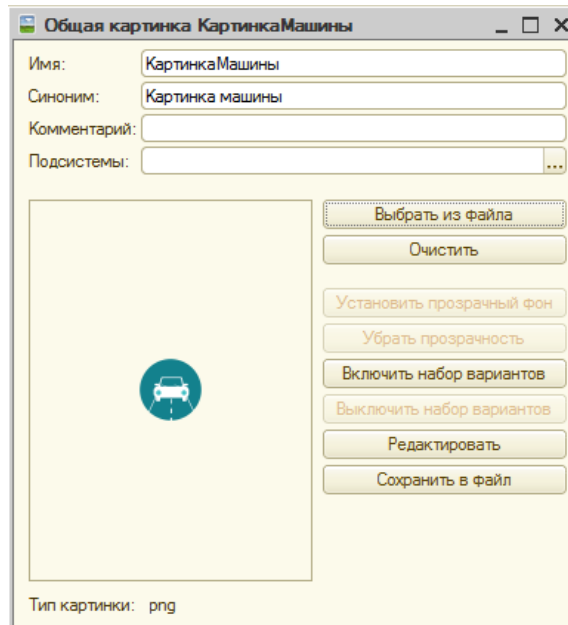 Общая картинка КартинкаМашины
Имя: КартинкаМашины
Синоним: Картинка машины
Комментарий:
Подсистемы: ...
Выбрать из файла
Очистить
Установить прозрачный фон
Убрать прозрачность
Включить набор вариантов
Выключить набор вариантов
Редактировать
Сохранить в файл
Тип картинки: png